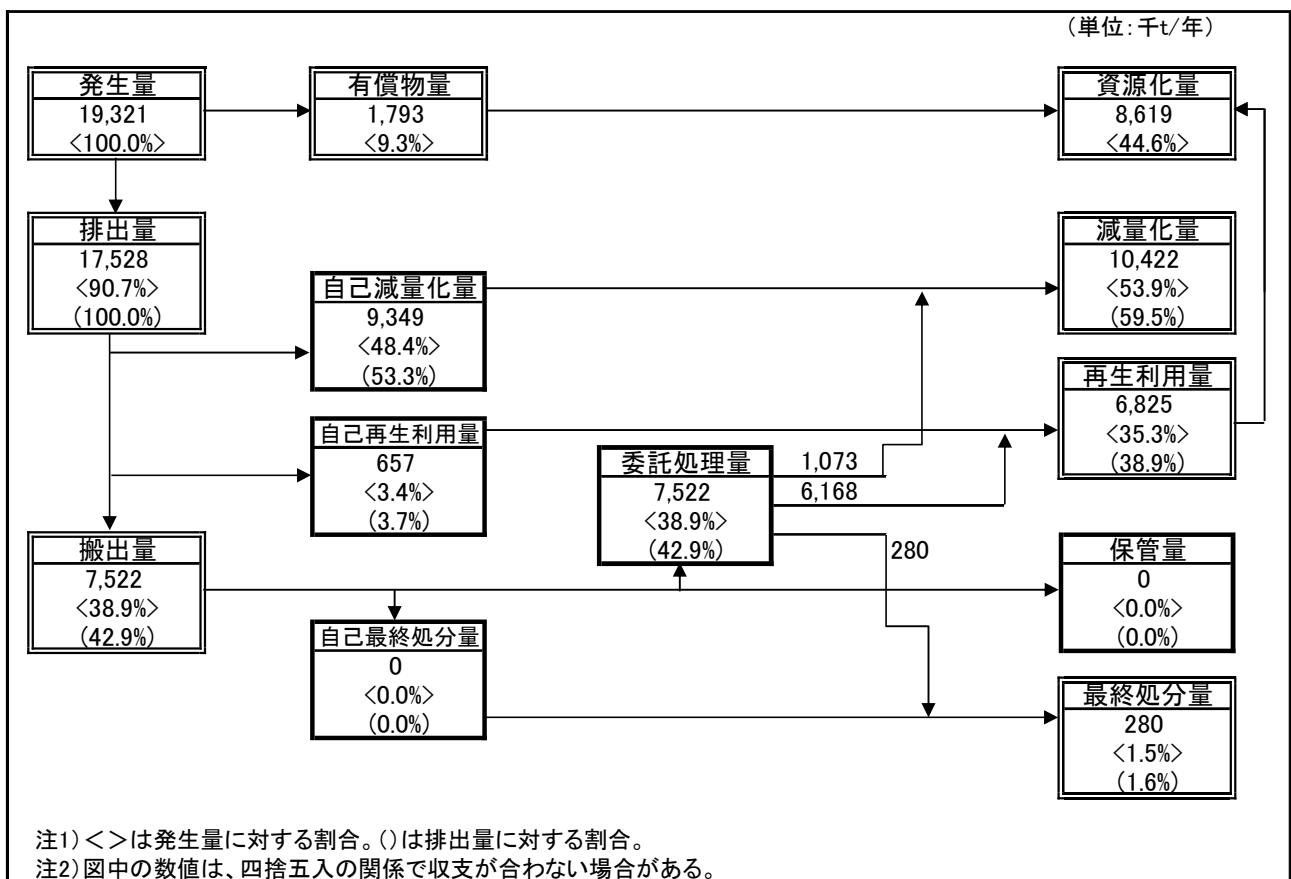 (単位:千t/年)
発生量
19,321
<100.0%>
有償物量
1,793
<9.3%>
資源化量
8,619
<44.6%>
排出量
17,528
<90.7%>
(100.0%)
自己減量化量
9,349
<48.4%>
(53.3%)
減量化量
10,422
<53.9%>
(59.5%)
自己再生利用量
657
<3.4%>
(3.7%)
再生利用量
6,825
<35.3%>
(38.9%)
委託処理量
7,522
<38.9%>
(42.9%)
1,073
6,168
280
搬出量
7,522
<38.9%>
(42.9%)
保管量
0
<0.0%>
(0.0%)
自己最終処分量
0
<0.0%>
(0.0%)
最終処分量
280
<1.5%>
(1.6%)
注1)<>は発生量に対する割合。()は排出量に対する割合。
注2)図中の数値は、四捨五入の関係で収支が合わない場合がある。